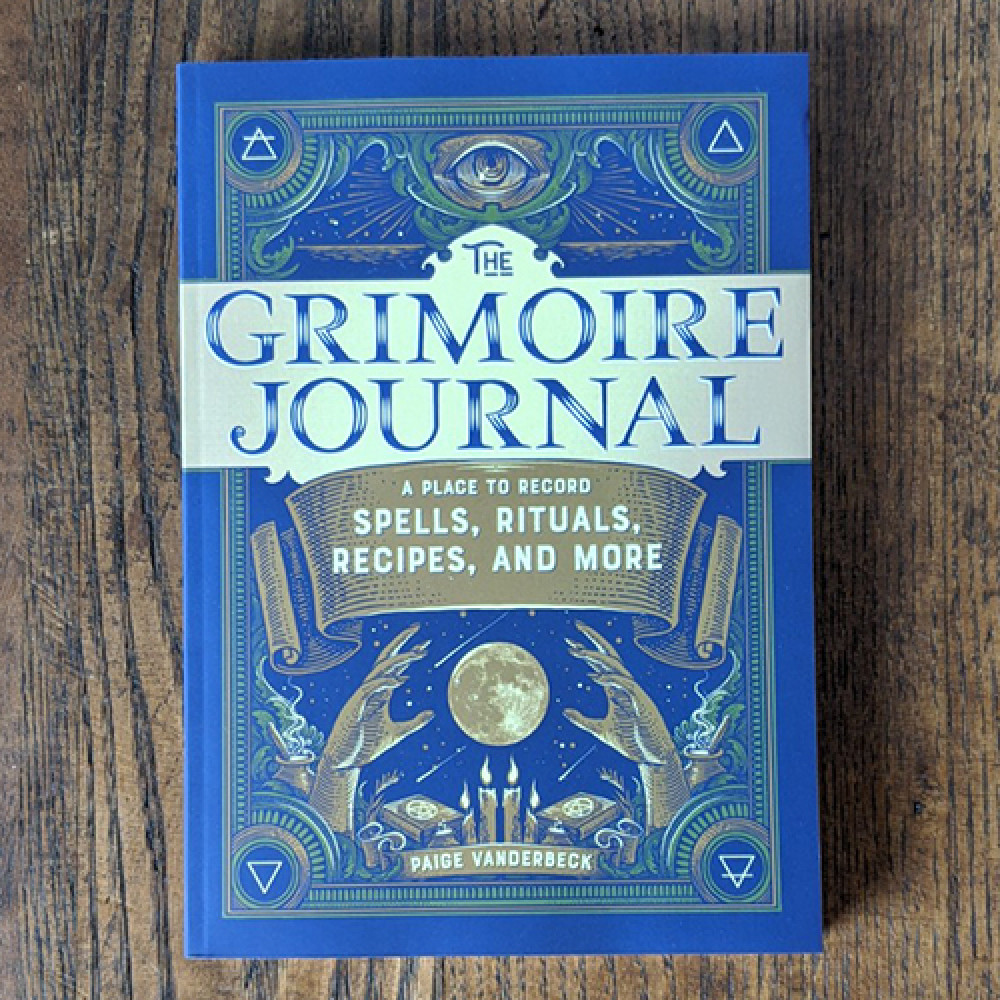 THE
GRIMOIRE
JOURNAL
A PLACE TO RECORD
SPELLS, RITUALS,
RECIPES, AND MORE
PAIGE VANDERBECK